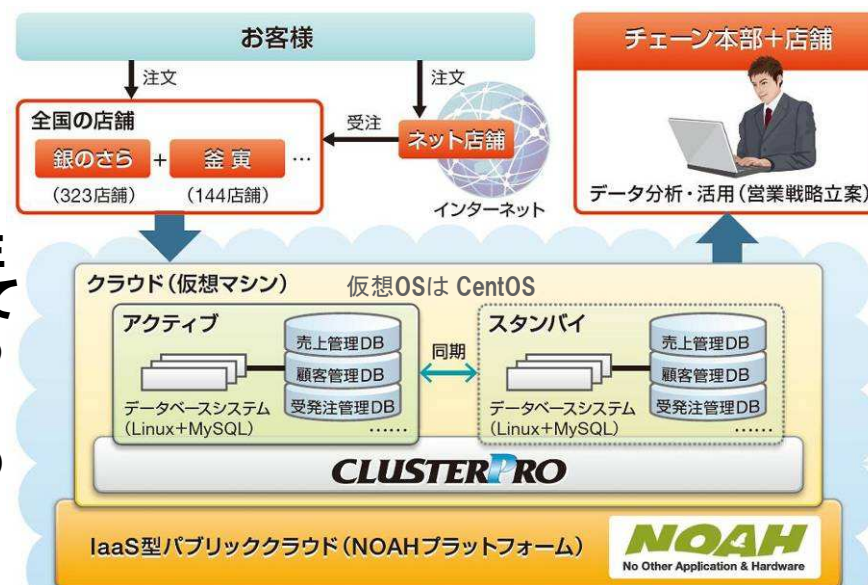 お客様
チェーン本部+店舗
注文
注文
全国の店舗
受注
ネット店舗
銀のさら + 釜寅 …
(323店舗) (144店舗)
インターネット
データ分析・活用(営業戦略立案)
クラウド(仮想マシン) 仮想OSは CentOS
アクティブ
売上管理DB
顧客管理DB
受発注管理DB
……
データベースシステム
(Linux+MySQL)
同期
スタンバイ
売上管理DB
顧客管理DB
受発注管理DB
……
データベースシステム
(Linux+MySQL)
CLUSTERPRO
IaaS型パブリッククラウド(NOAHプラットフォーム)
NOAH
No Other Application & Hardware
て